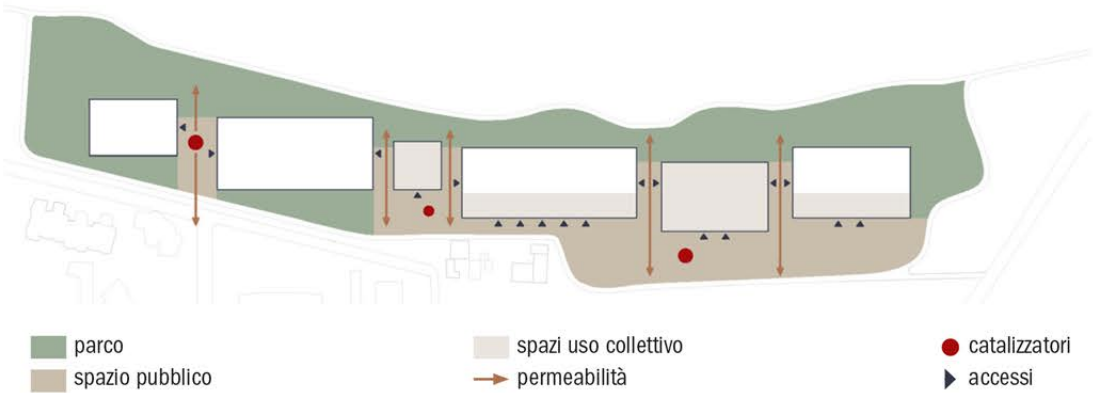 parco
spazio pubblico
spazi uso collettivo
permeabilità
catalizzatori
accessi